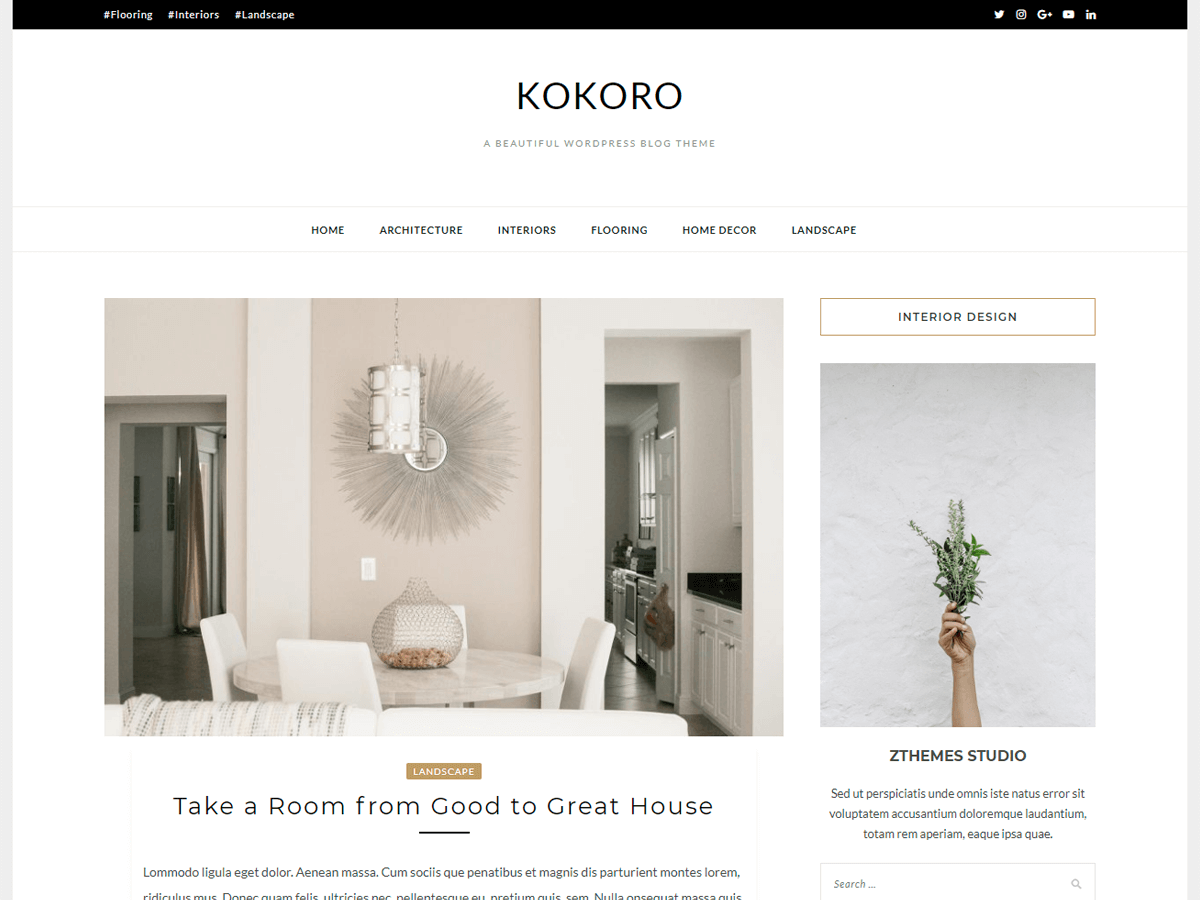 #Flooring #Interiors #Landscape
KOKORO
A BEAUTIFUL WORDPRESS BLOG THEME
HOME ARCHITECTURE INTERIORS FLOORING HOME DECOR LANDSCAPE
INTERIOR DESIGN
LANDSCAPE
Take a Room from Good to Great House
Lommodo ligula eget dolor. Aenean massa. Cum sociis que penatibus et magnis dis parturient montes lorem,
ridiculus mus. Donec quam felis, ultricies nec, pellentesque eu, pretium quis, sem. Nulla onsequat massa quis
ZTHEMES STUDIO
Sed ut perspiciatis unde omnis iste natus error sit
voluptatem accusantium doloremque laudantium,
totam rem aperiam, eaque ipsa quae.
Search ...